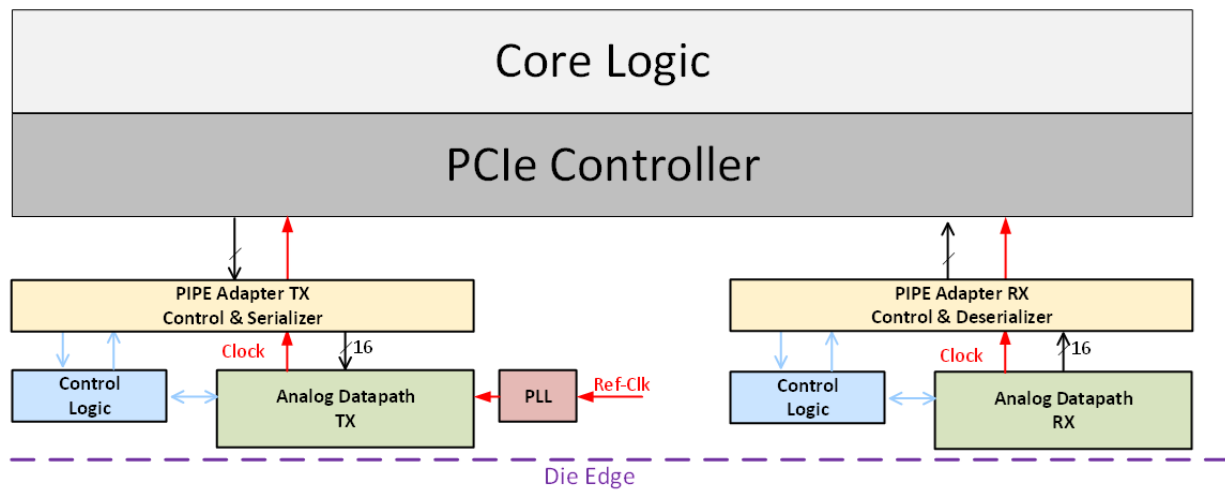 Core Logic
PCIe Controller
PIPE Adapter TX
Control & Serializer
PIPE Adapter RX
Control & Deserializer
Clock
16
Clock
16
Control
Logic
Analog Datapath
TX
PLL
Ref-Clk
Control
Logic
Analog Datapath
RX
Die Edge